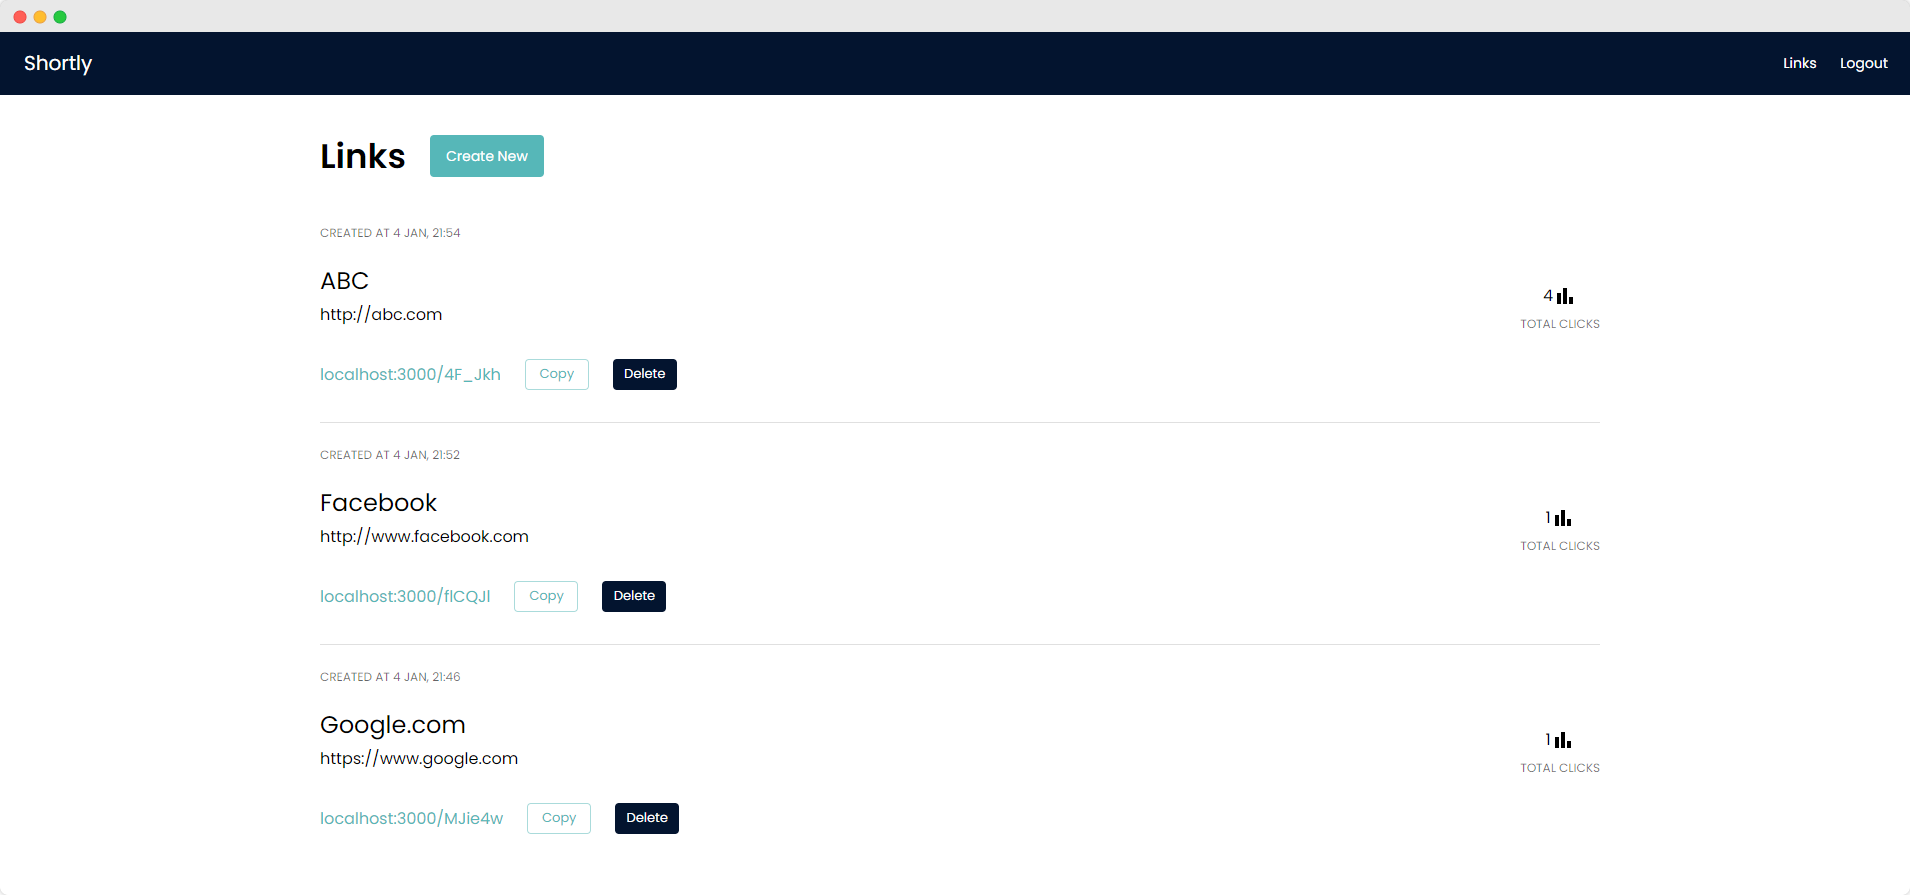 Shortly
Links Logout
Links Create New
CREATED AT 4 JAN, 21:54
ABC
http://abc.com
4
TOTAL CLICKS
localhost:3000/4F_Jkh Copy Delete
CREATED AT 4 JAN, 21:52
Facebook
http://www.facebook.com
1
TOTAL CLICKS
localhost:3000/flCQJl Copy Delete
CREATED AT 4 JAN, 21:46
Google.com
https://www.google.com
1
TOTAL CLICKS
localhost:3000/MJie4w Copy Delete